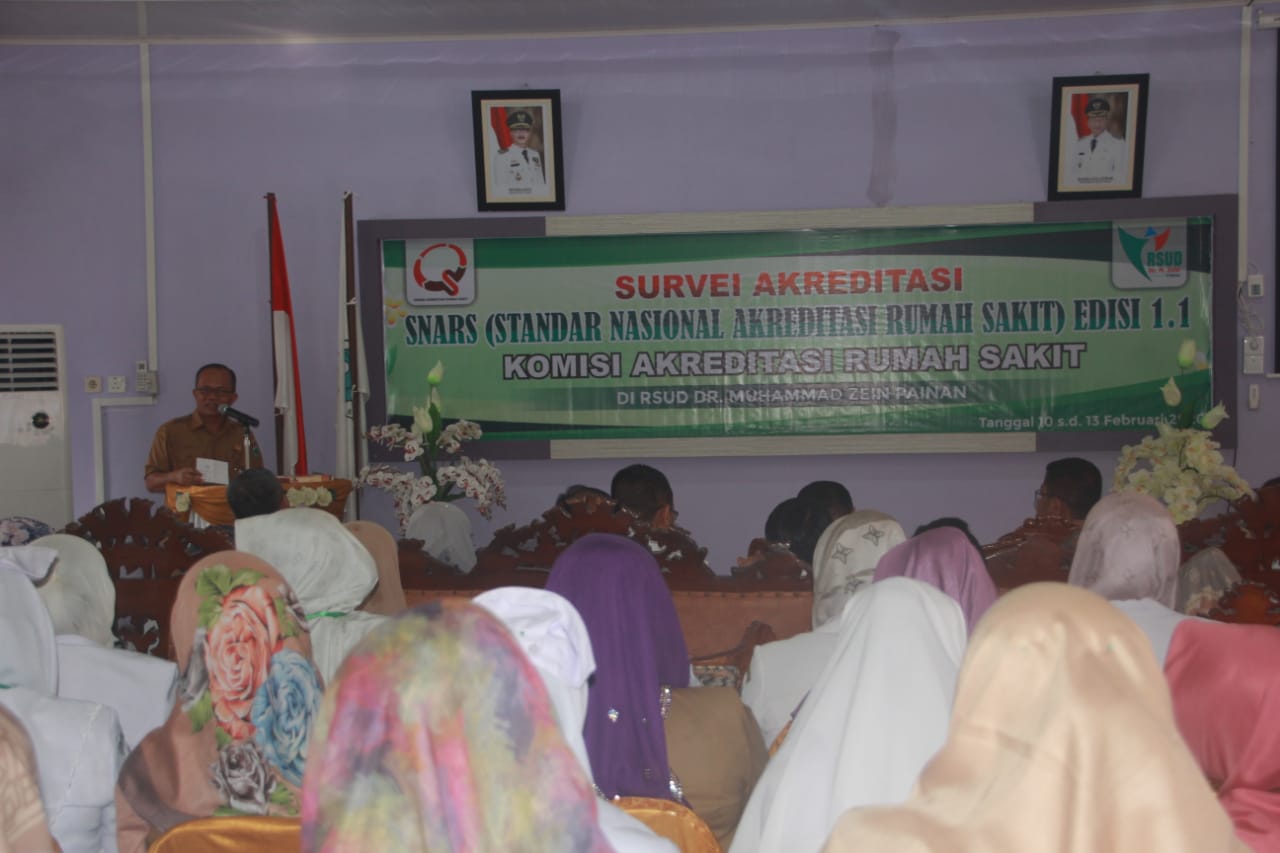 SURVEI AKREDITASI
SNARS (STANDAR NASIONAL AKREDITASI RUMAH SAKIT) EDISI 1.1
KOMISI AKREDITASI RUMAH SAKIT
DI RSUD DR. MUHAMMAD ZEIN PAINAN
Tanggal 10 s.d. 13 Februari
RSUD